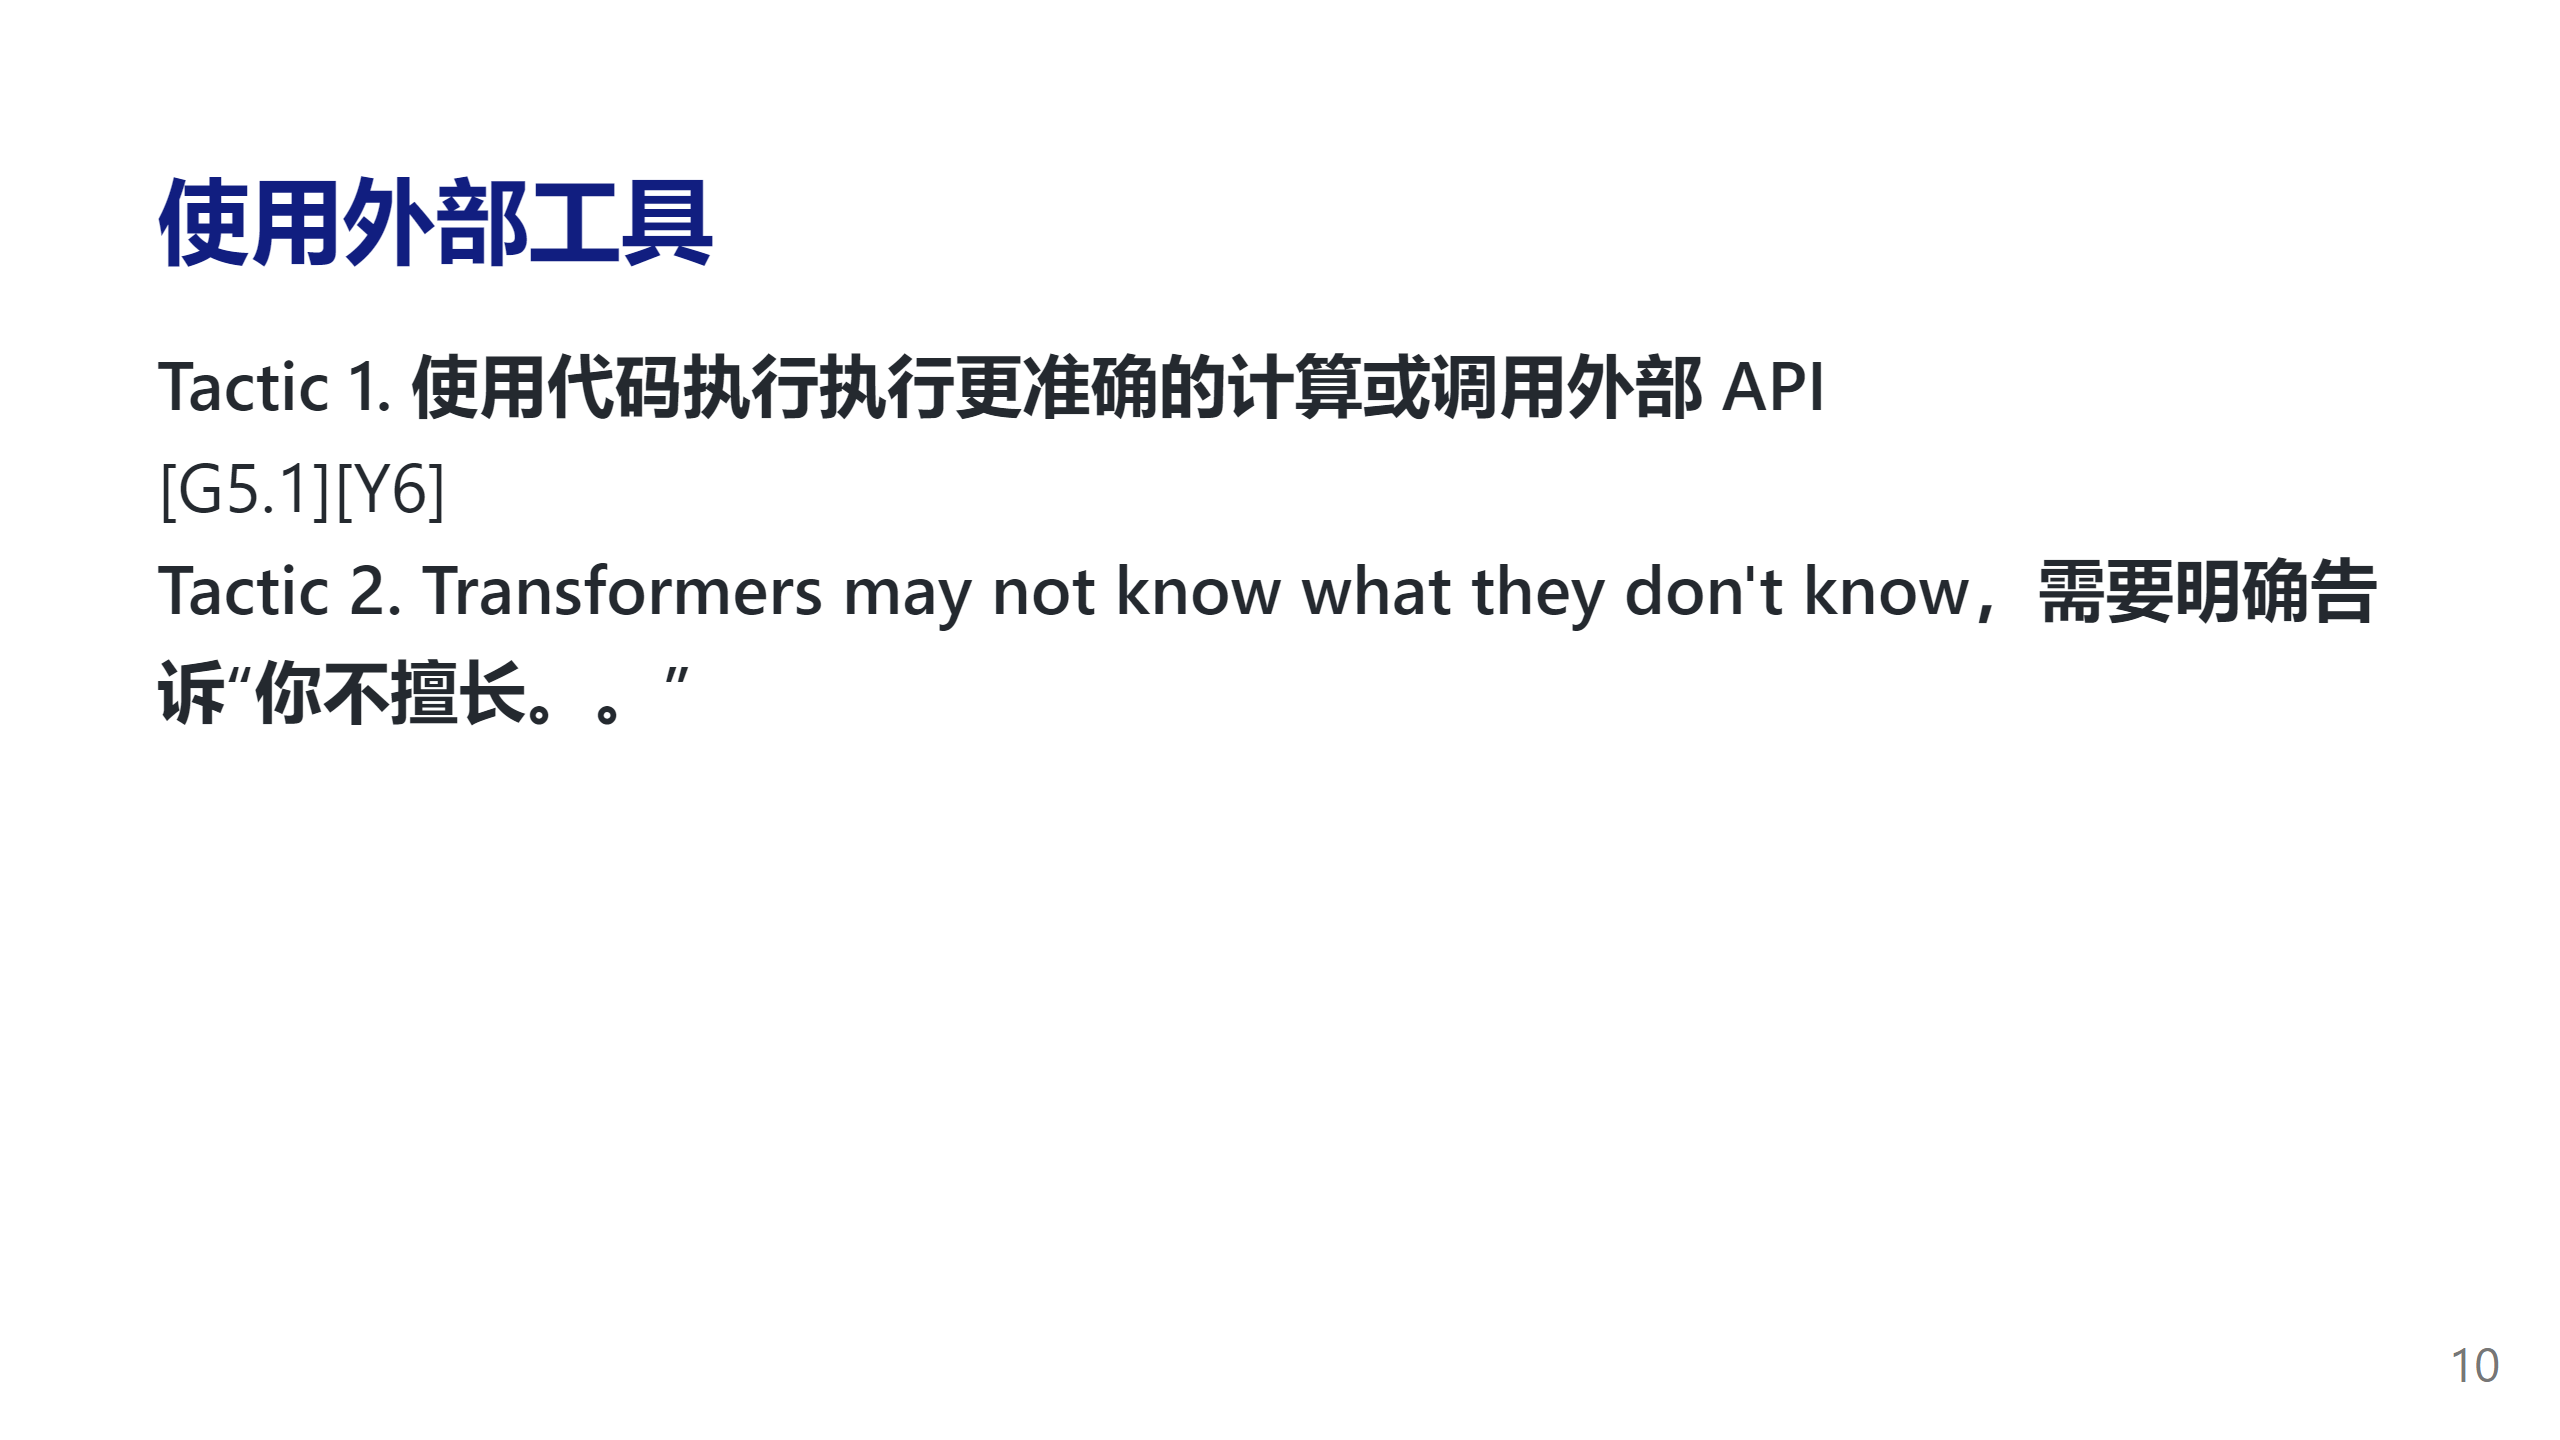 使用外部工具
Tactic 1. 使用代码执行执行更准确的计算或调用外部 API
[G5.1][Y6]
Tactic 2. Transformers may not know what they don't know，需要明确告
诉“你不擅长。。”
10